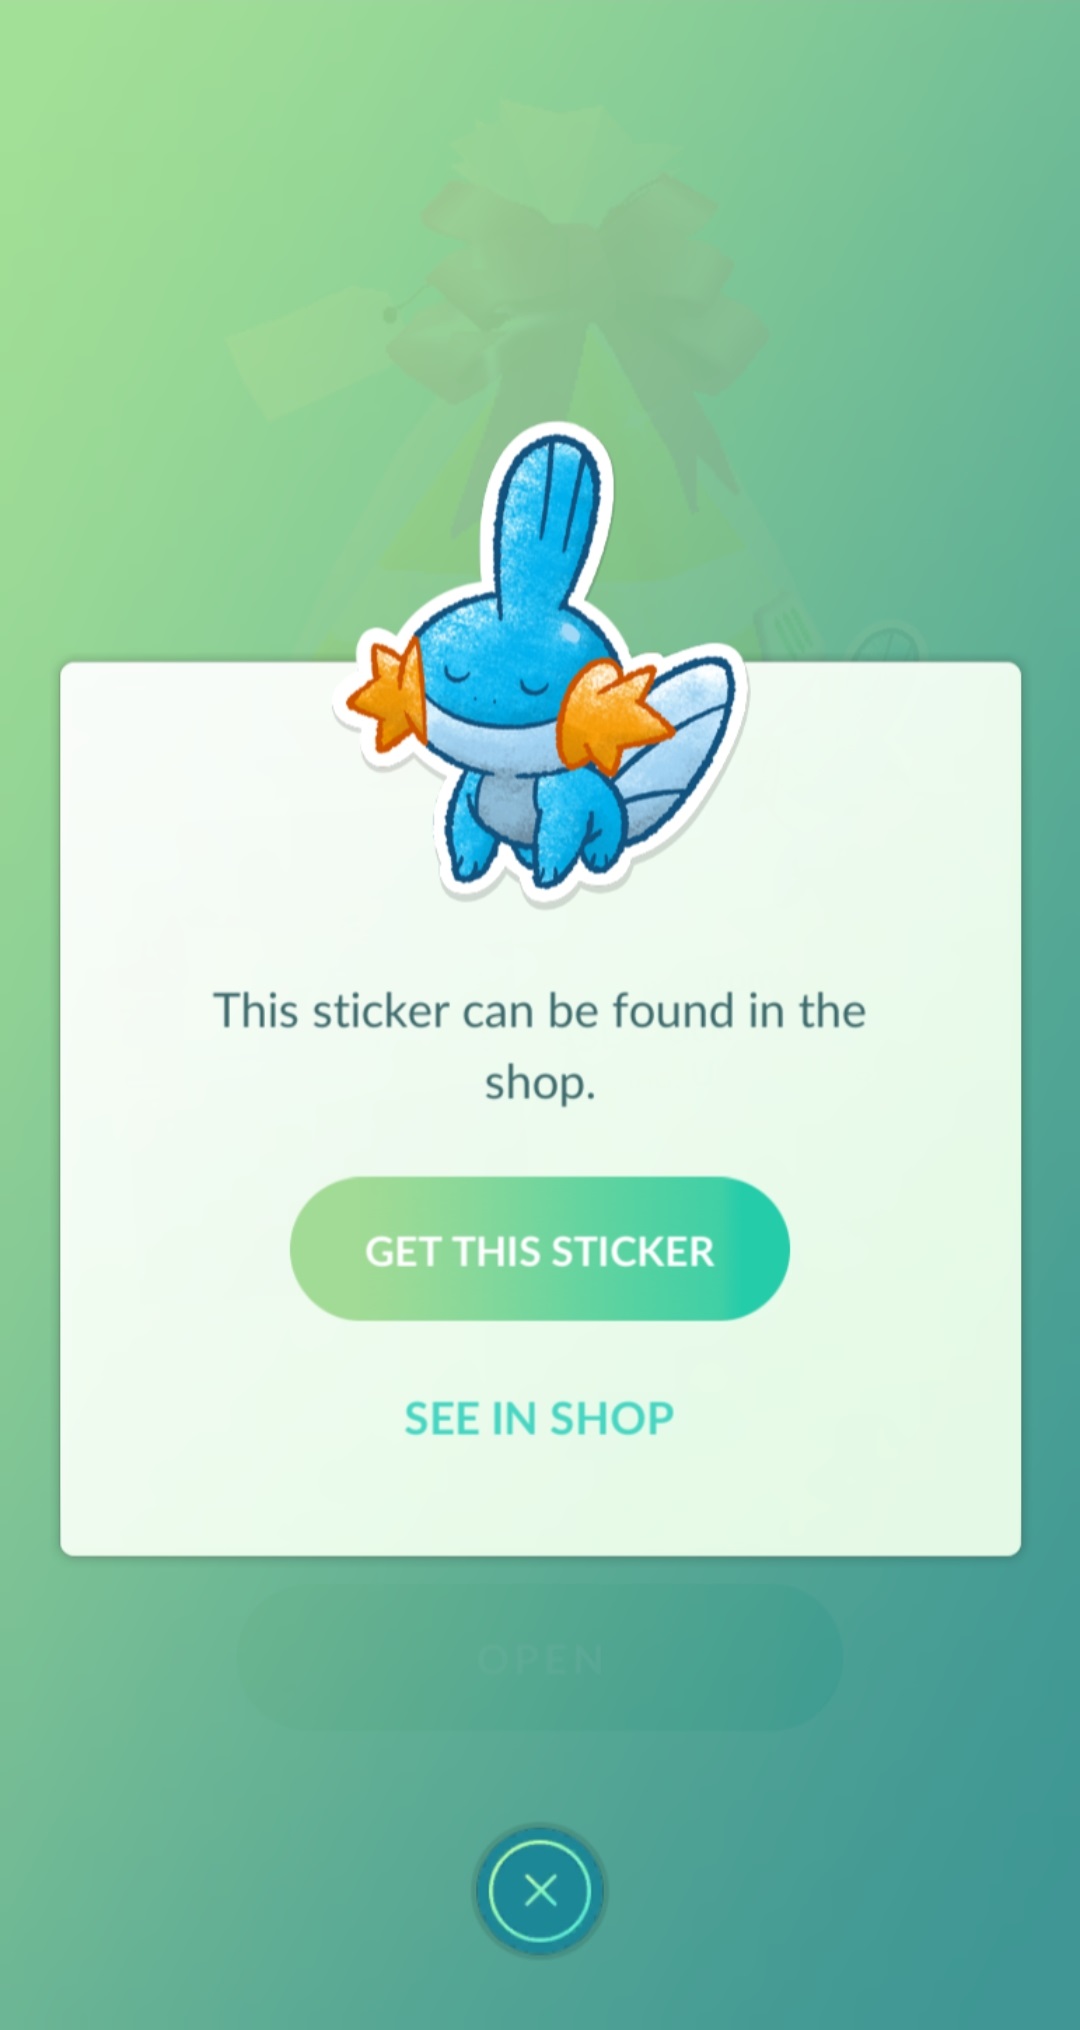 This sticker can be found in the
shop.
GET THIS STICKER
SEE IN SHOP
OPEN